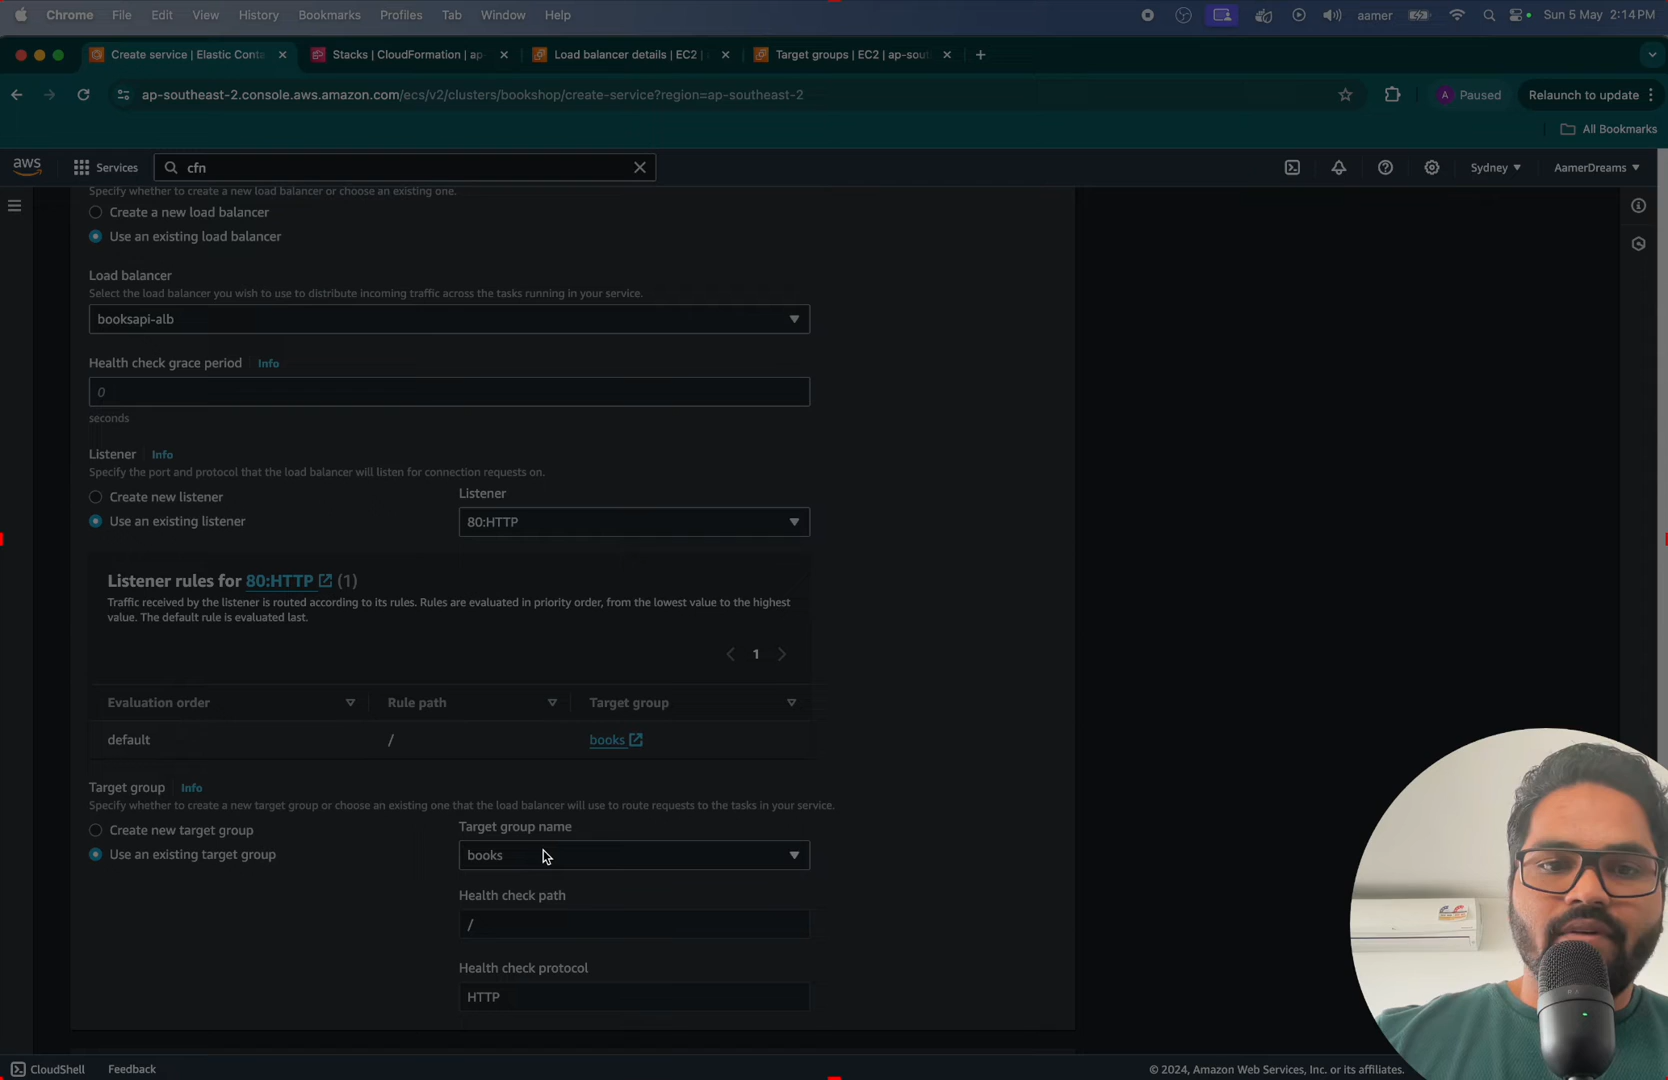 Chrome File Edit View History Bookmarks Profiles Tab Window Help aamer Sun 5 May 2:14 PM
Create service | Elastic Conta Stacks | CloudFormation | ap- Load balancer details | EC2 | Target groups | EC2 | ap-sout
ap-southeast-2.console.aws.amazon.com/ecs/v2/clusters/bookshop/create-service?region=ap-southeast-2 A Paused Relaunch to update
All Bookmarks
aws Services cfn Sydney AamerDreams
Specify whether to create a new load balancer or choose an existing one.
Create a new load balancer
Use an existing load balancer
Load balancer
Select the load balancer you wish to use to distribute incoming traffic across the tasks running in your service.
booksapi-alb
Health check grace period Info
0
seconds
Listener Info
Specify the port and protocol that the load balancer will listen for connection requests on.
Create new listener
Use an existing listener
Listener
80:HTTP
Listener rules for 80:HTTP (1)
Traffic received by the listener is routed according to its rules. Rules are evaluated in priority order, from the lowest value to the highest
value. The default rule is evaluated last.
1
Evaluation order Rule path Target group
default / books
Target group Info
Specify whether to create a new target group or choose an existing one that the load balancer will use to route requests to the tasks in your service.
Create new target group
Use an existing target group
Target group name
books
Health check path
/
Health check protocol
HTTP
CloudShell Feedback © 2024, Amazon Web Services, Inc. or its affiliates.